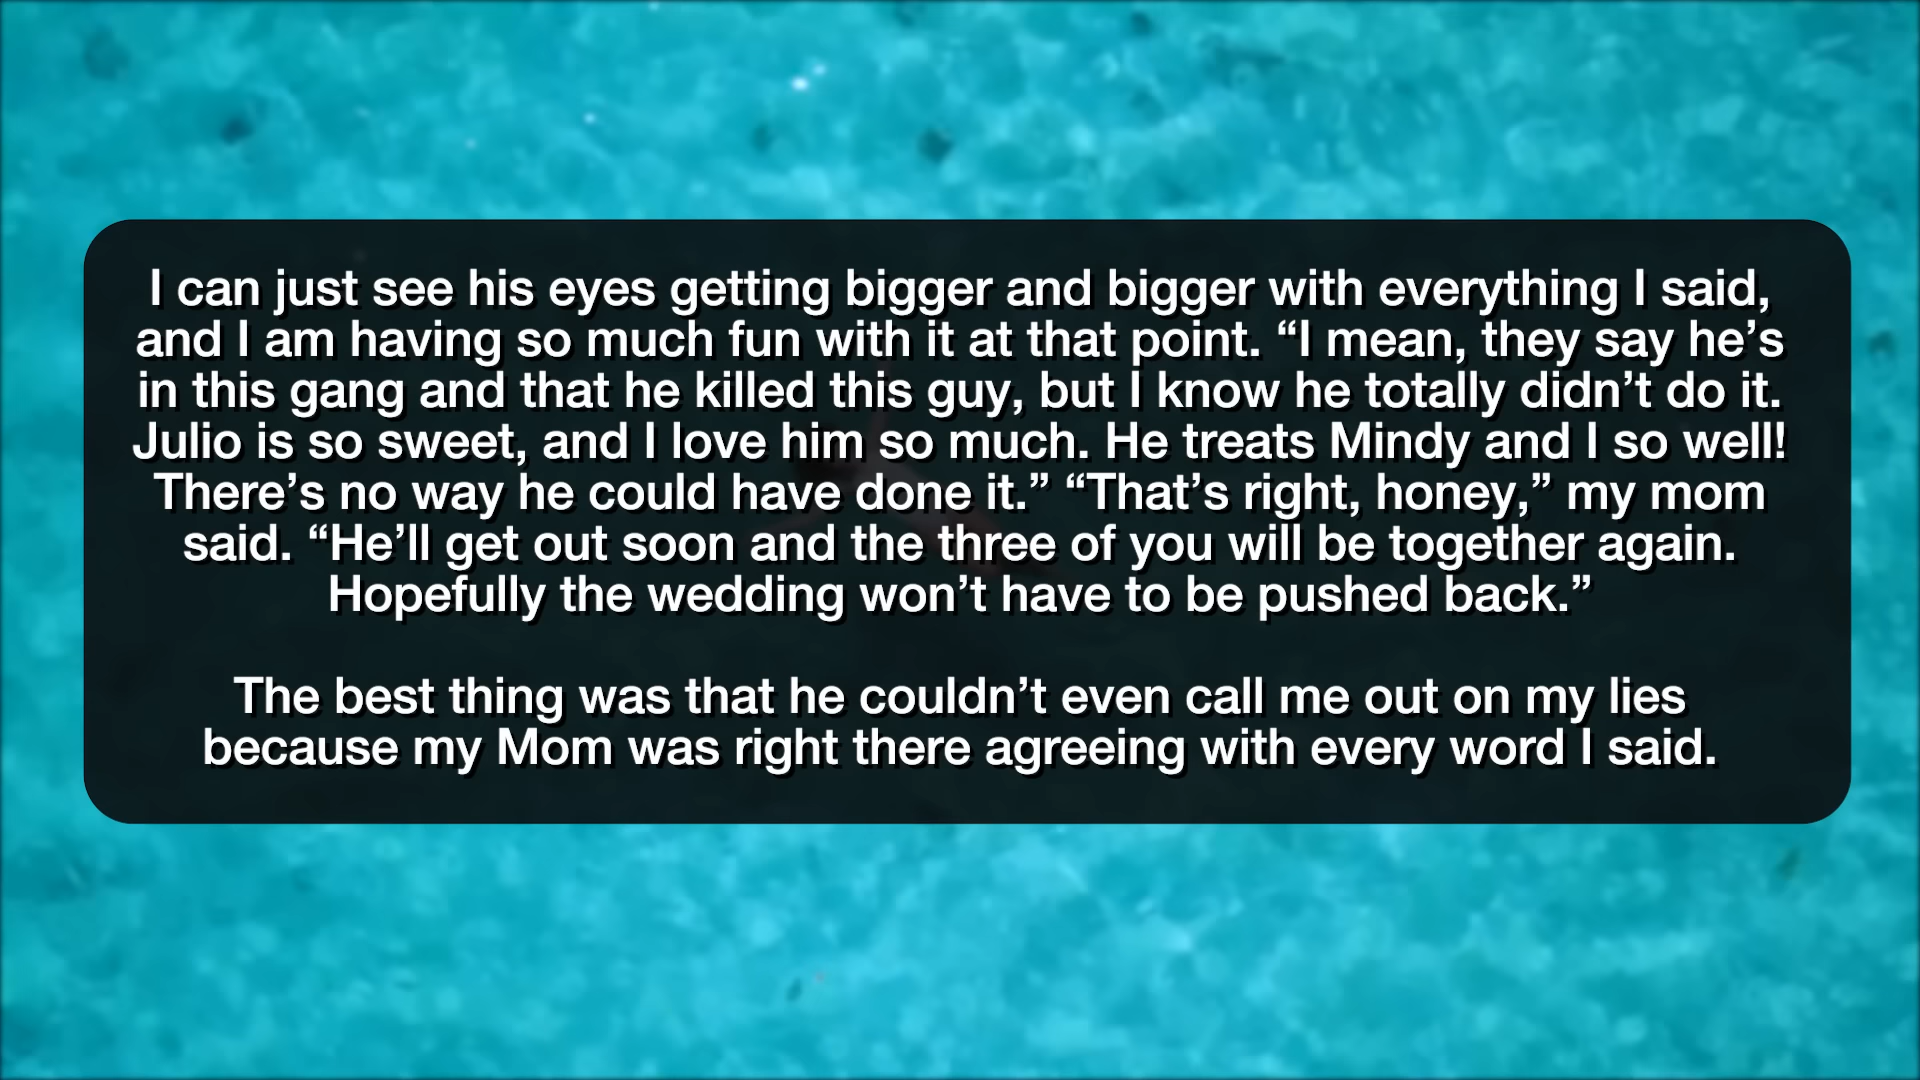 I can just see his eyes getting bigger and bigger with everything I said,
and I am having so much fun with it at that point. “I mean, they say he’s
in this gang and that he killed this guy, but I know he totally didn’t do it.
Julio is so sweet, and I love him so much. He treats Mindy and I so well!
There’s no way he could have done it.” “That’s right, honey,” my mom
said. “He’ll get out soon and the three of you will be together again.
Hopefully the wedding won’t have to be pushed back.”
The best thing was that he couldn’t even call me out on my lies
because my Mom was right there agreeing with every word I said.